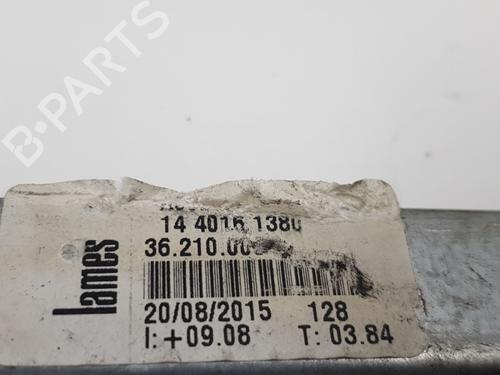 B-PARTS
lames
14 4016 1380
36.210.00
20/08/2015 128
I:+09.08 T: 03.84